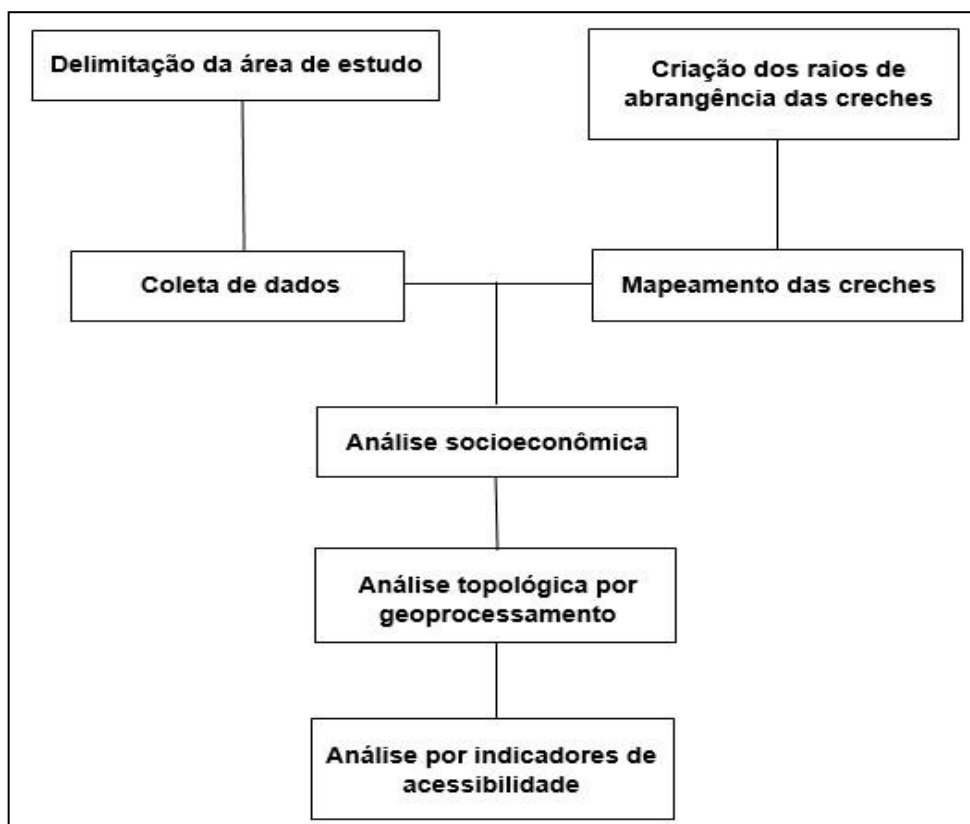 Delimitação da área de estudo
Criação dos raios de
abrangência das creches
Coleta de dados
Mapeamento das creches
Análise socioeconômica
Análise topológica por
geoprocessamento
Análise por indicadores de
acessibilidade